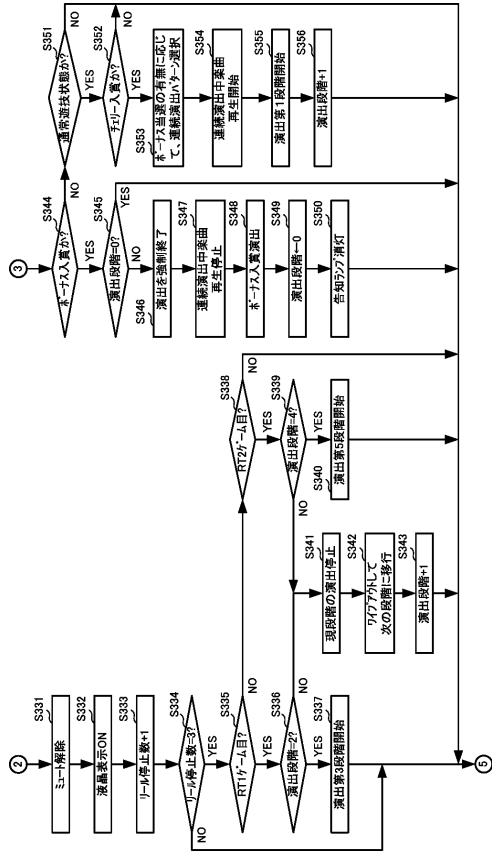 ②
S331
ミュート解除
S332
液晶表示ON
S333
リール停止数+1
S334
リール停止数=3?
NO
YES
S335
RT1ゲーム目?
NO
YES
S336
演出段階=2?
NO
YES
S337
演出第3段階開始
S338
RT2ゲーム目?
NO
YES
S339
演出段階=4?
NO
YES
S340
演出第5段階開始
S341
現段階の演出停止
S342
ワイプアウトして
次の段階に移行
S343
演出段階+1
③
S344
ボーナス入賞か?
NO
YES
S345
演出段階=0?
YES
NO
S346
演出を強制終了
S347
連続演出中楽曲
再生停止
S348
ボーナス入賞演出
S349
演出段階←0
S350
告知ランプ消灯
S351
通常遊技状態か?
NO
YES
S352
チェリー入賞か?
NO
YES
S353
ボーナス当選の有無に応じ
て、連続演出パターン選択
S354
連続演出中楽曲
再生開始
S355
演出第1段階開始
S356
演出段階+1
⑤